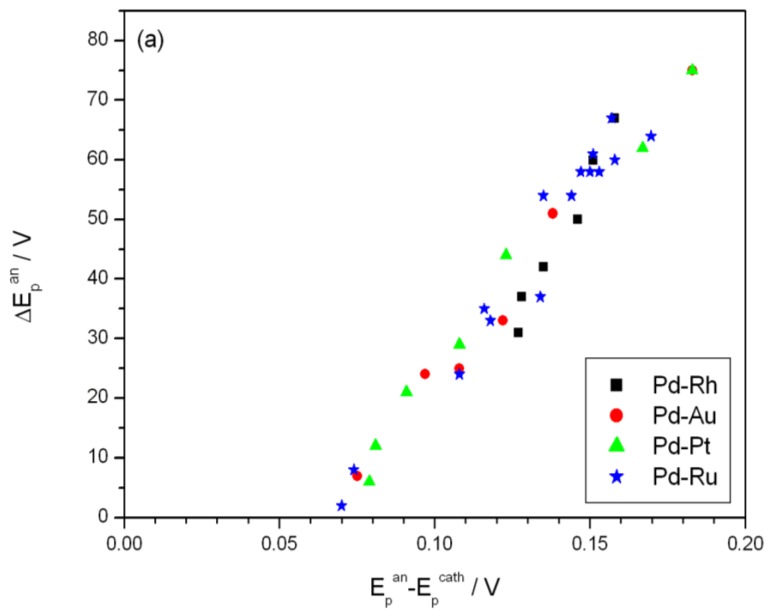 (a)
80
70
60
50
40
30
20
10
0
ΔEₚᵃⁿ / V
0.00
0.05
0.10
0.15
0.20
Eₚᵃⁿ-Eₚᶜᵃᵗʰ / V
Pd-Rh
Pd-Au
Pd-Pt
Pd-Ru